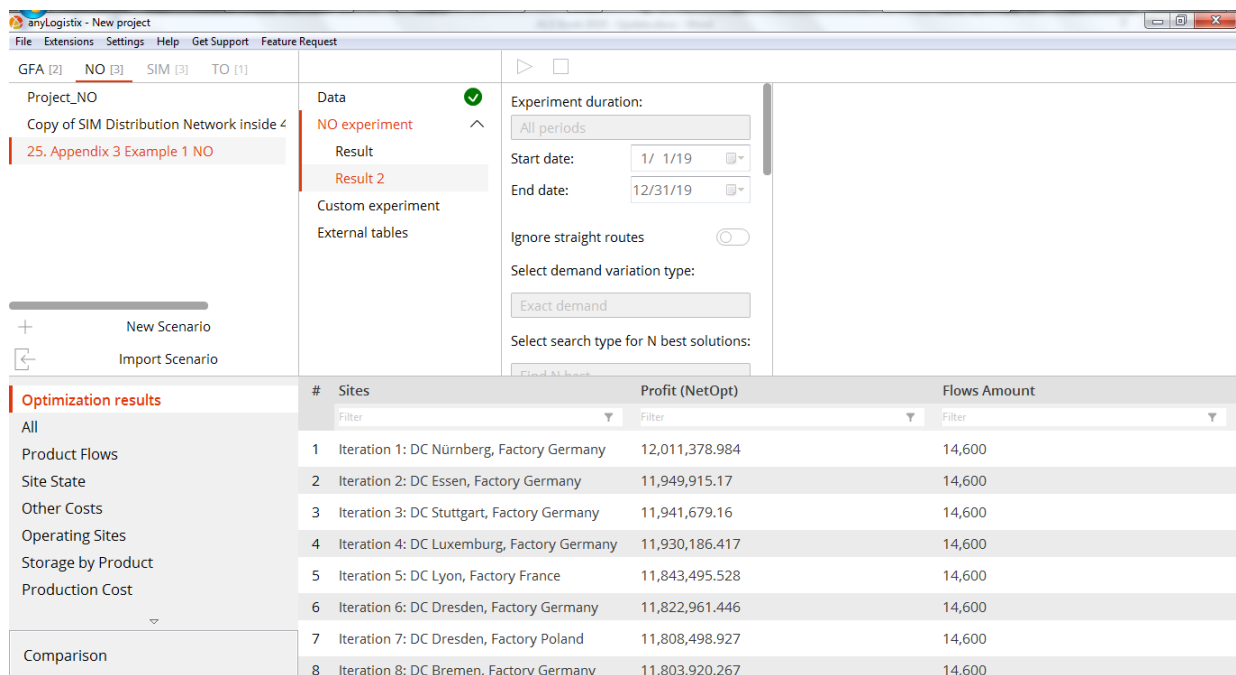 anyLogistix - New project
File Extensions Settings Help Get Support Feature Request
GFA [2] NO [3] SIM [3] TO [1]
Project_NO
Copy of SIM Distribution Network inside 4
25. Appendix 3 Example 1 NO
New Scenario
Import Scenario
Data
NO experiment
Result
Result 2
Custom experiment
External tables
Experiment duration:
All periods
Start date: 1/ 1/19
End date: 12/31/19
Ignore straight routes
Select demand variation type:
Exact demand
Select search type for N best solutions:
Find N best
Optimization results
All
Product Flows
Site State
Other Costs
Operating Sites
Storage by Product
Production Cost
Comparison
# Sites Profit (NetOpt) Flows Amount
Filter Filter Filter
1 Iteration 1: DC Nürnberg, Factory Germany 12,011,378.984 14,600
2 Iteration 2: DC Essen, Factory Germany 11,949,915.17 14,600
3 Iteration 3: DC Stuttgart, Factory Germany 11,941,679.16 14,600
4 Iteration 4: DC Luxemburg, Factory Germany 11,930,186.417 14,600
5 Iteration 5: DC Lyon, Factory France 11,843,495.528 14,600
6 Iteration 6: DC Dresden, Factory Germany 11,822,961.446 14,600
7 Iteration 7: DC Dresden, Factory Poland 11,808,498.927 14,600
8 Iteration 8: DC Bremen, Factory Germany 11,803,920.267 14,600